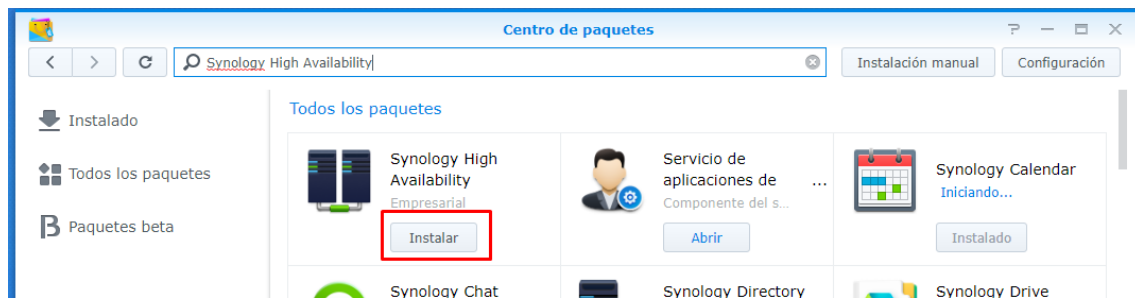 Centro de paquetes
Synology High Availability
Instalación manual
Configuración
Instalado
Todos los paquetes
Paquetes beta
Todos los paquetes
Synology High
Availability
Empresarial
Instalar
Servicio de
aplicaciones de ...
Componente del s...
Abrir
Synology Calendar
Iniciando...
Instalado
Synology Chat
Synology Directory
Synology Drive